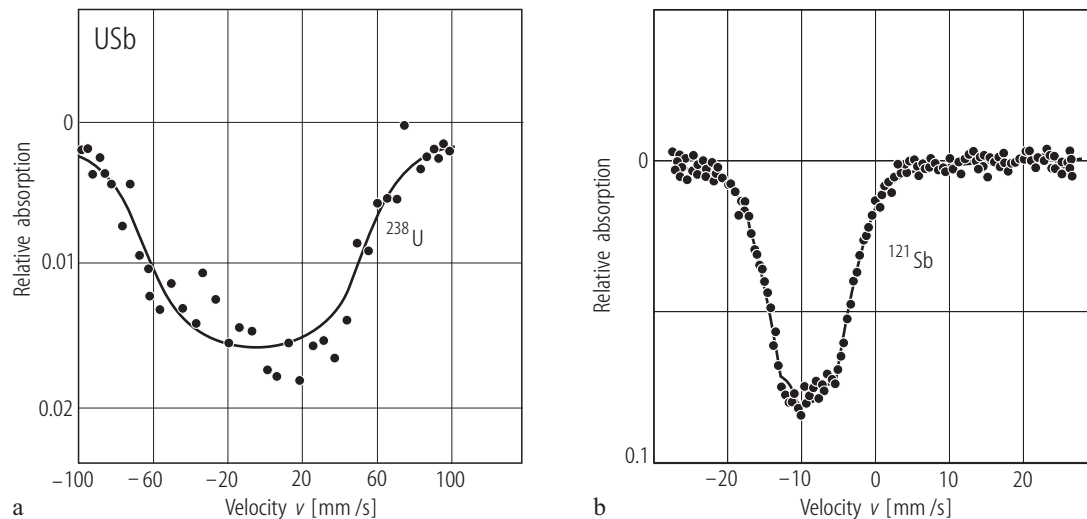 USb
0
0.01
0.02
Relative absorption
238U
−100 −60 −20 20 60 100
Velocity v [mm/s]
a
0
0.1
Relative absorption
121Sb
−20 −10 0 10 20
Velocity v [mm/s]
b